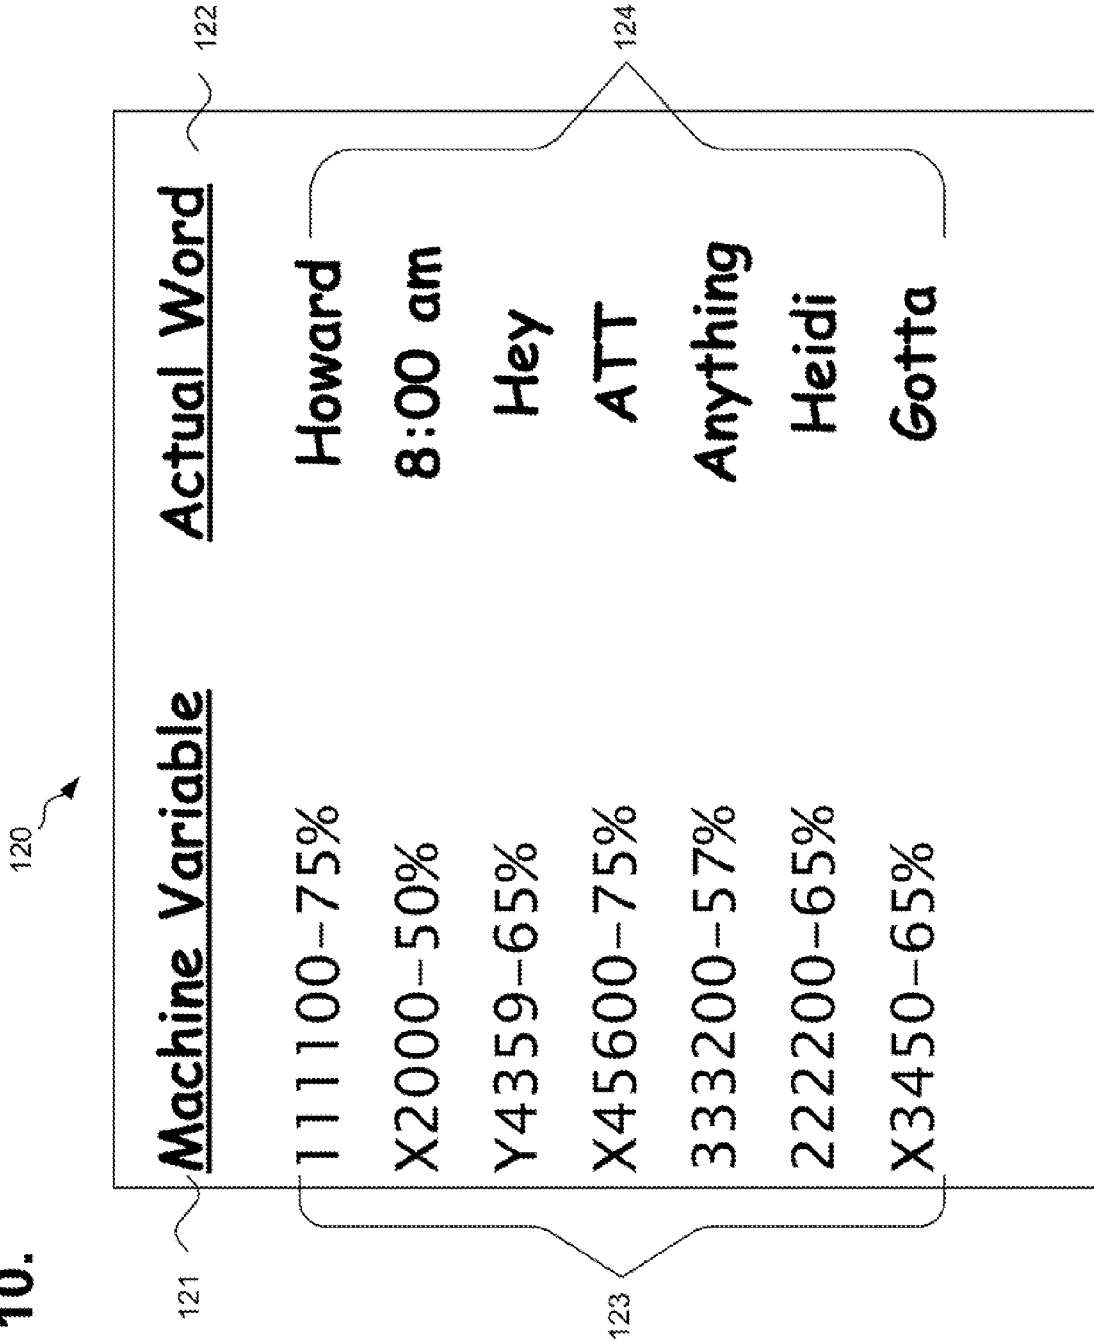 10.
120
121 Machine Variable Actual Word 122
111100-75% Howard
X2000-50% 8:00 am
Y4359-65% Hey
X45600-75% ATT
333200-57% Anything
222200-65% Heidi
X3450-65% Gotta
123 124